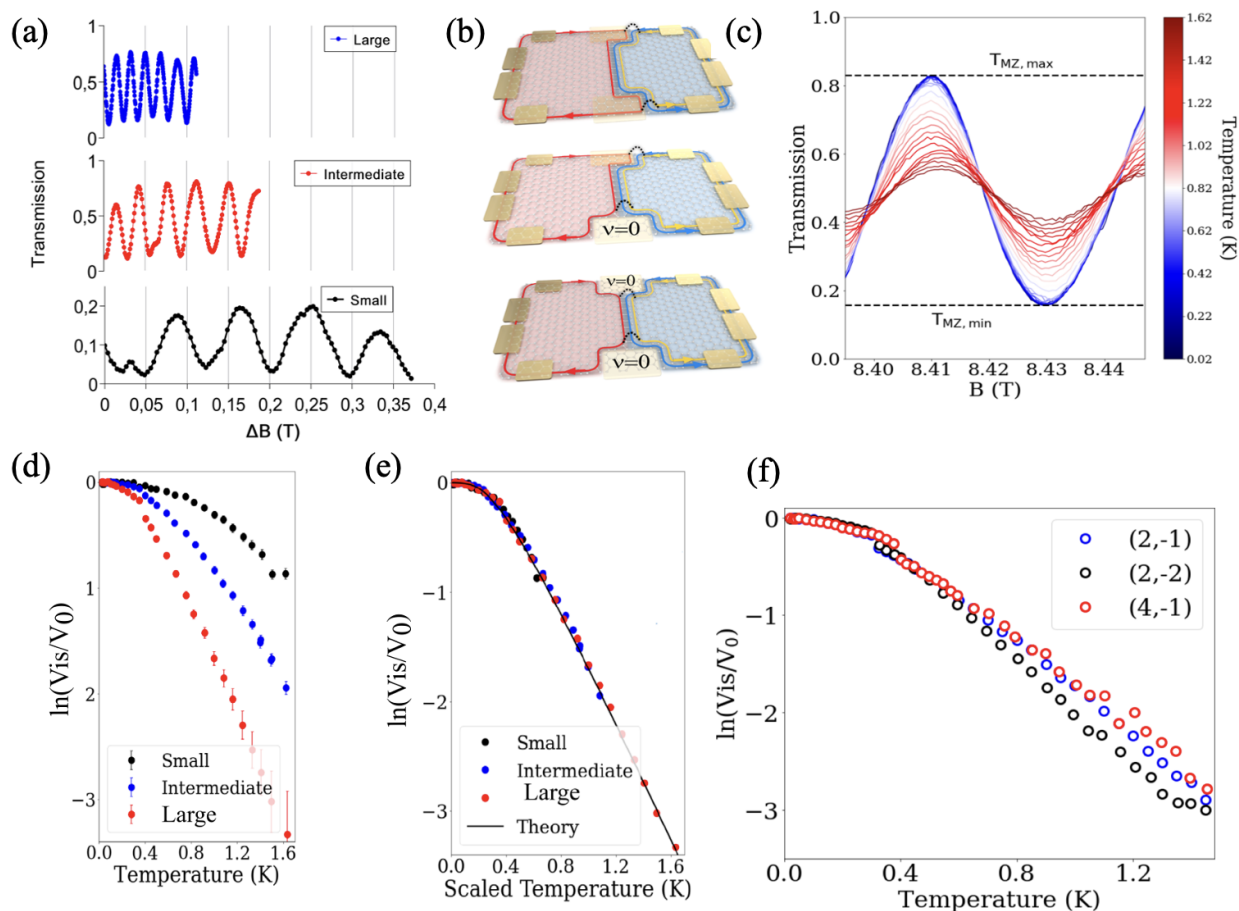 (a)
1
0,5
0
Large
1
0,5
0
Intermediate
0,2
0,1
0
Small
Transmission
0
0,05
0,1
0,15
0,2
0,25
0,3
0,35
0,4
ΔB (T)
(b)
ν=0
ν=0
ν=0
(c)
1.0
0.8
0.6
0.4
0.2
0.0
Transmission
T_MZ, max
T_MZ, min
8.40
8.41
8.42
8.43
8.44
B (T)
1.62
1.42
1.22
1.02
0.82
0.62
0.42
0.22
0.02
Temperature (K)
(d)
0
1
2
-3
ln(Vis/V0)
Small
Intermediate
Large
0.0
0.4
0.8
1.2
1.6
Temperature (K)
(e)
0
-1
-2
-3
ln(Vis/V0)
Small
Intermediate
Large
Theory
0.0
0.4
0.8
1.2
1.6
Scaled Temperature (K)
(f)
0
-1
-2
-3
ln(Vis/V0)
(2,-1)
(2,-2)
(4,-1)
0.0
0.4
0.8
1.2
Temperature (K)